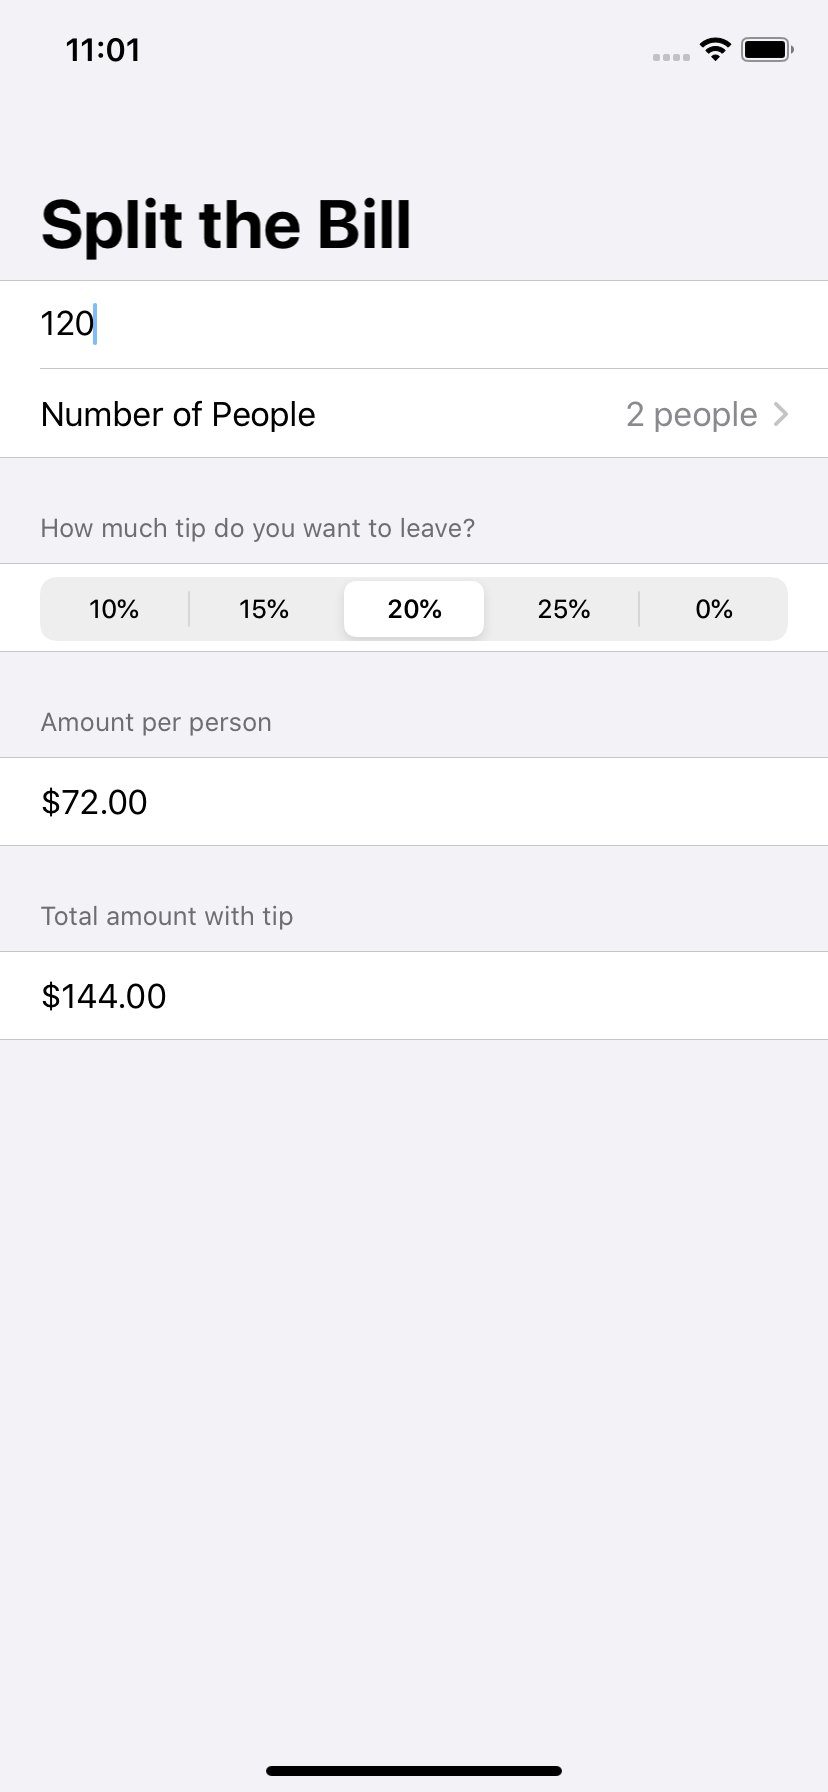 11:01
Split the Bill
120
Number of People 2 people
How much tip do you want to leave?
10% 15% 20% 25% 0%
Amount per person
$72.00
Total amount with tip
$144.00